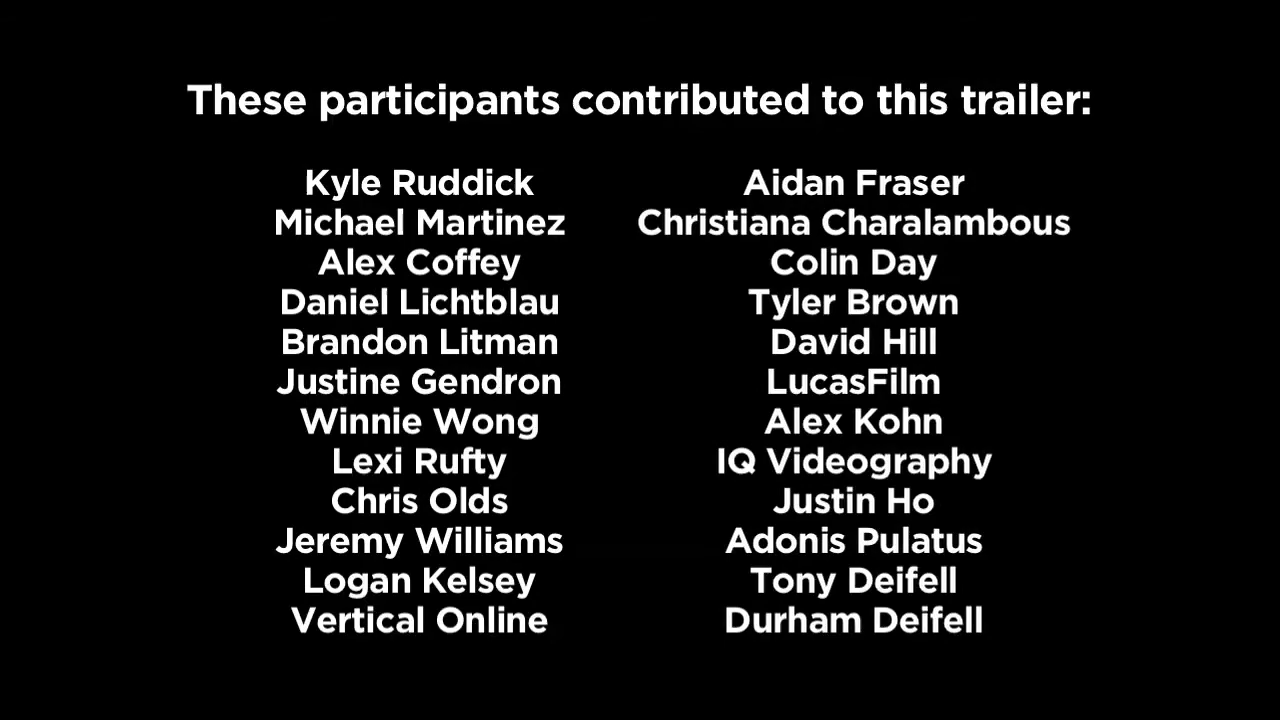 These participants contributed to this trailer:
Kyle Ruddick
Michael Martinez
Alex Coffey
Daniel Lichtblau
Brandon Litman
Justine Gendron
Winnie Wong
Lexi Rufty
Chris Olds
Jeremy Williams
Logan Kelsey
Vertical Online
Aidan Fraser
Christiana Charalambous
Colin Day
Tyler Brown
David Hill
LucasFilm
Alex Kohn
IQ Videography
Justin Ho
Adonis Pulatus
Tony Deifell
Durham Deifell